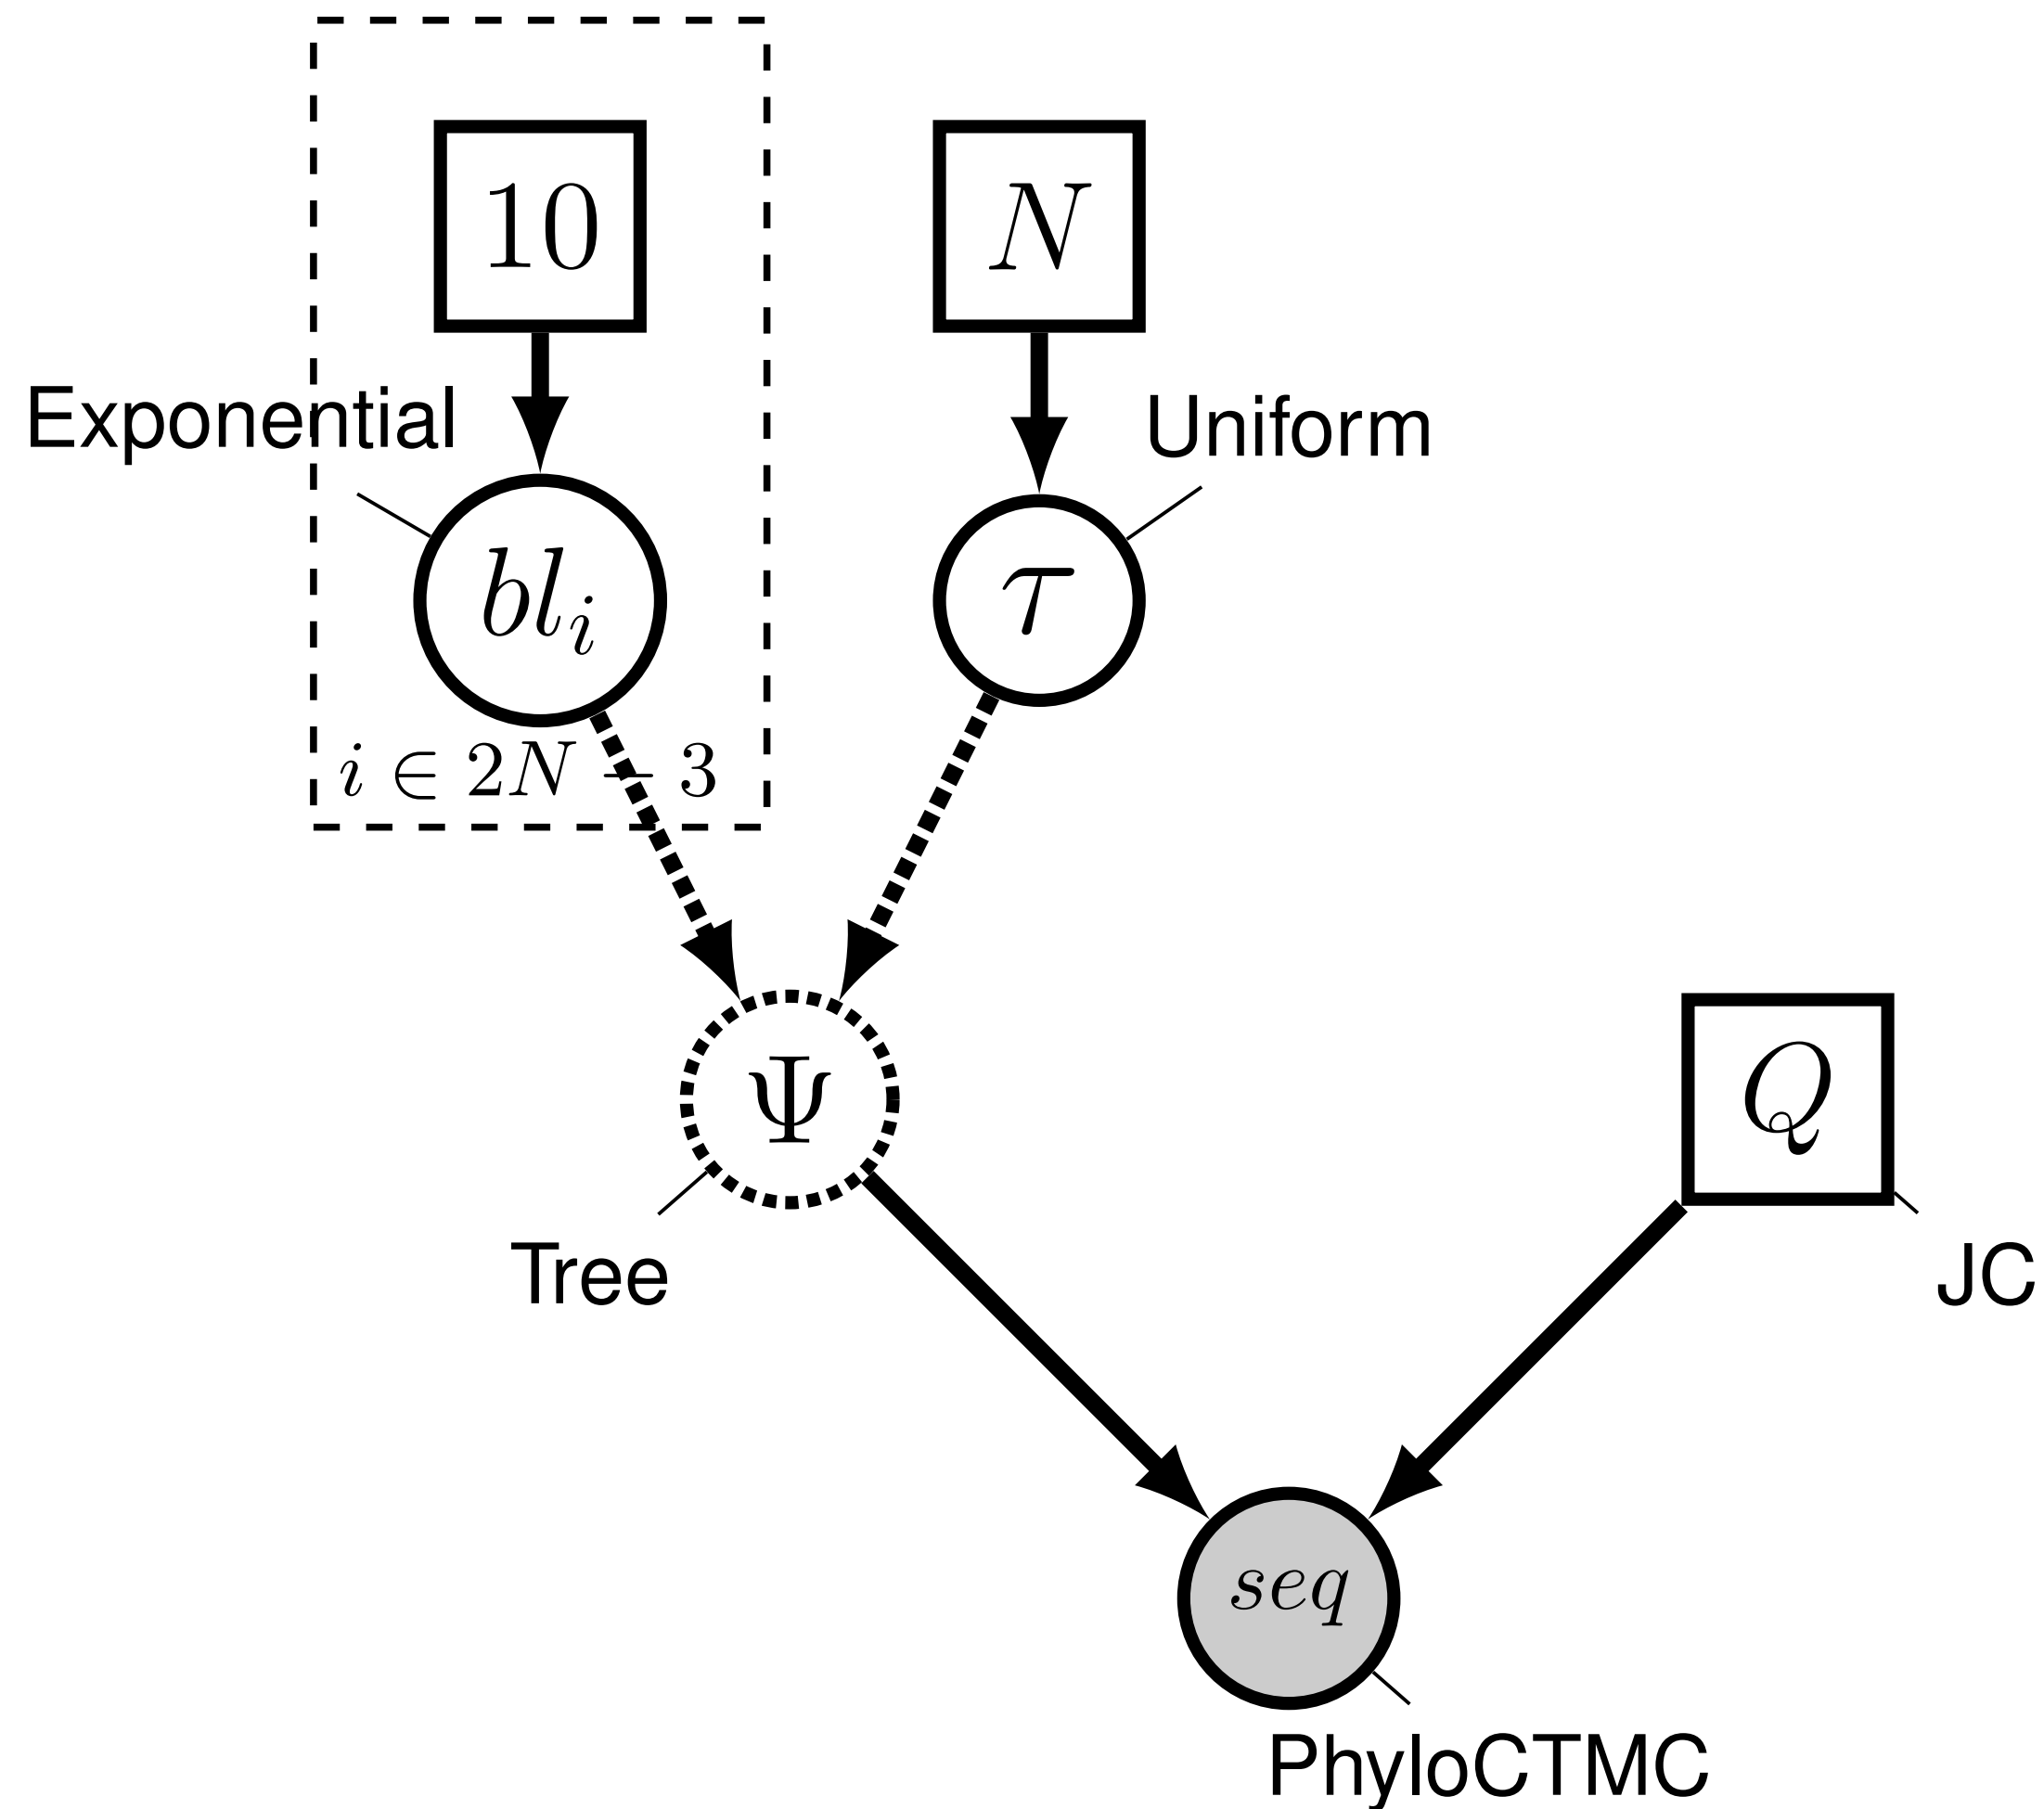 10
N
Exponential
Uniform
bl_i
τ
i ∈ 2N − 3
Ψ
Q
Tree
JC
seq
PhyloCTMC